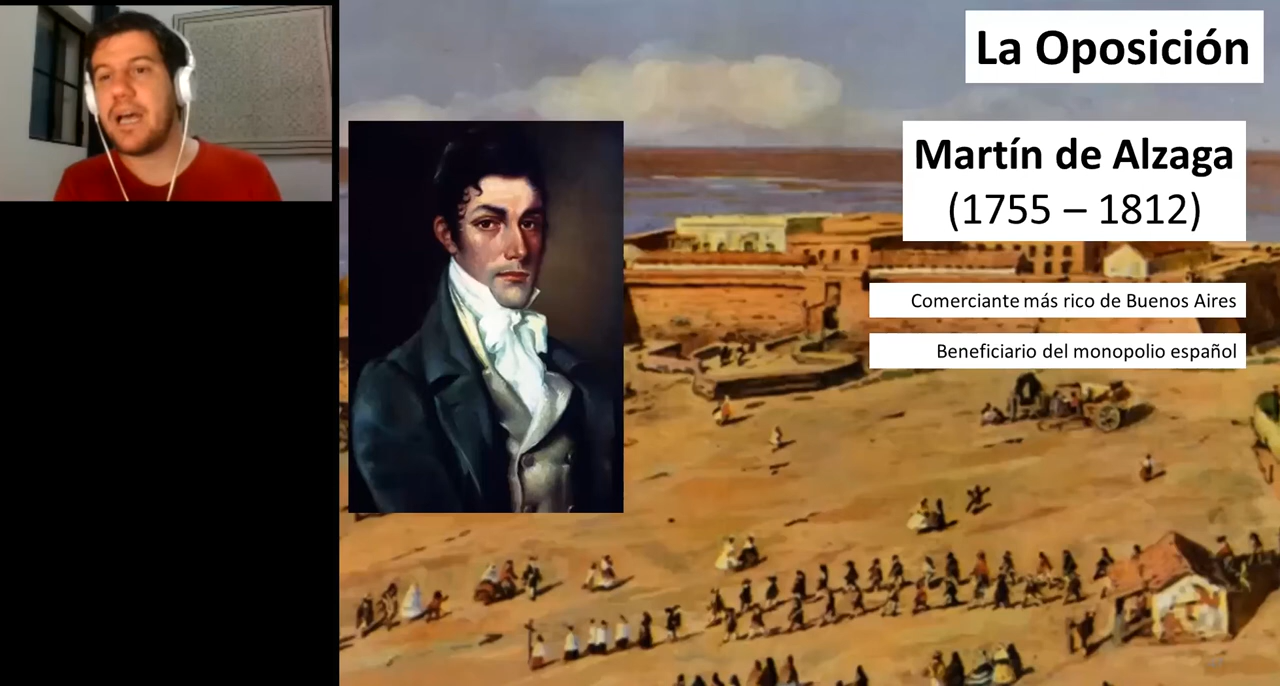 La Oposición
Martín de Alzaga
(1755 – 1812)
Comerciante más rico de Buenos Aires
Beneficiario del monopolio español